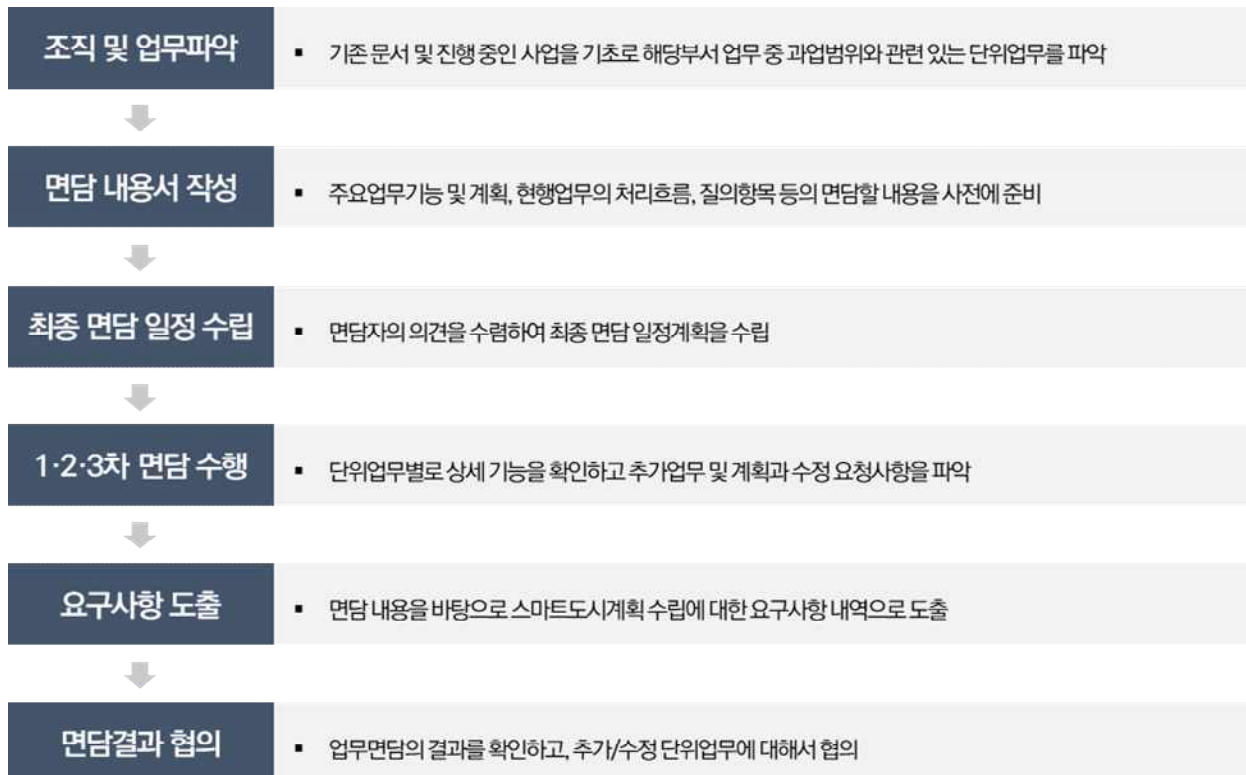 조직 및 업무파악
▪ 기존 문서 및 진행 중인 사업을 기초로 해당부서 업무 중 과업범위와 관련 있는 단위업무를 파악
면담 내용서 작성
▪ 주요업무기능 및 계획, 현행업무의 처리흐름, 질의항목 등의 면담할 내용을 사전에 준비
최종 면담 일정 수립
▪ 면담자의 의견을 수렴하여 최종 면담 일정계획을 수립
1·2·3차 면담 수행
▪ 단위업무별로 상세 기능을 확인하고 추가업무 및 계획과 수정 요청사항을 파악
요구사항 도출
▪ 면담 내용을 바탕으로 스마트도시계획 수립에 대한 요구사항 내역으로 도출
면담결과 협의
▪ 업무면담의 결과를 확인하고, 추가/수정 단위업무에 대해서 협의